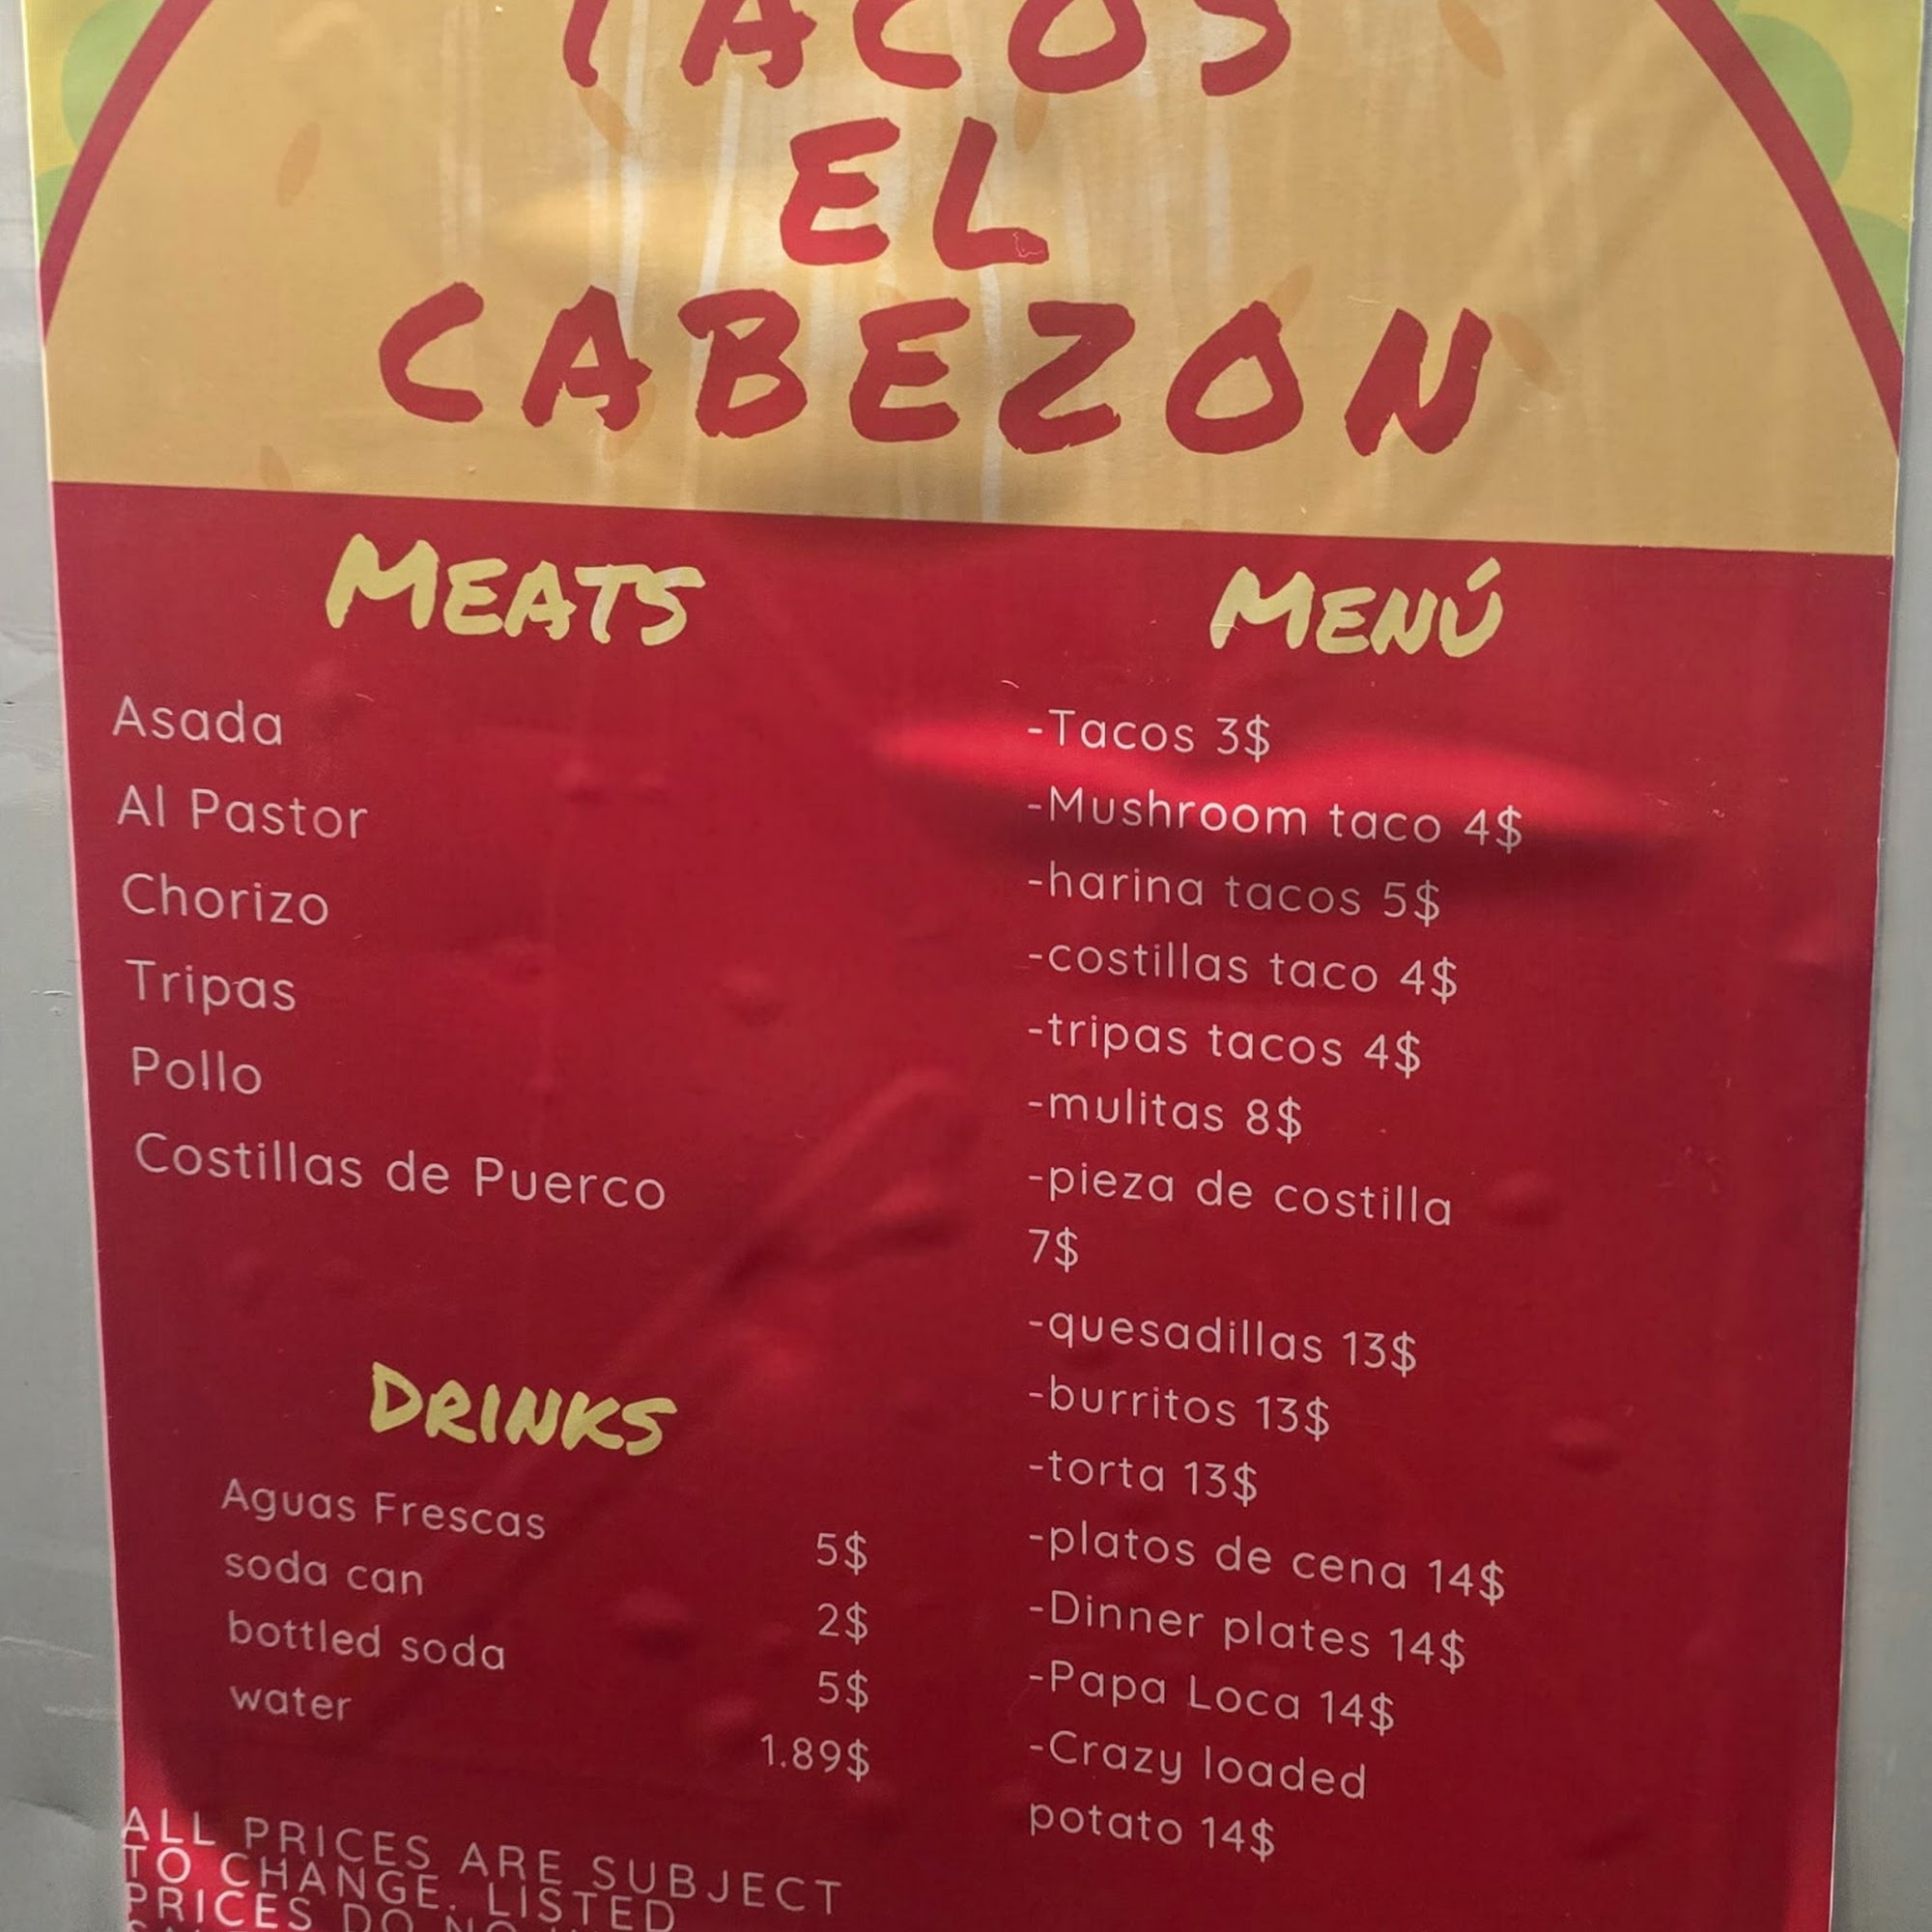 TACOS
EL
CABEZON
MEATS
Asada
Al Pastor
Chorizo
Tripas
Pollo
Costillas de Puerco
DRINKS
Aguas Frescas 5$
soda can 2$
bottled soda 5$
water 1.89$
ALL PRICES ARE SUBJECT
TO CHANGE. LISTED
PRICES DO
MENÚ
-Tacos 3$
-Mushroom taco 4$
-harina tacos 5$
-costillas taco 4$
-tripas tacos 4$
-mulitas 8$
-pieza de costilla
7$
-quesadillas 13$
-burritos 13$
-torta 13$
-platos de cena 14$
-Dinner plates 14$
-Papa Loca 14$
-Crazy loaded
potato 14$